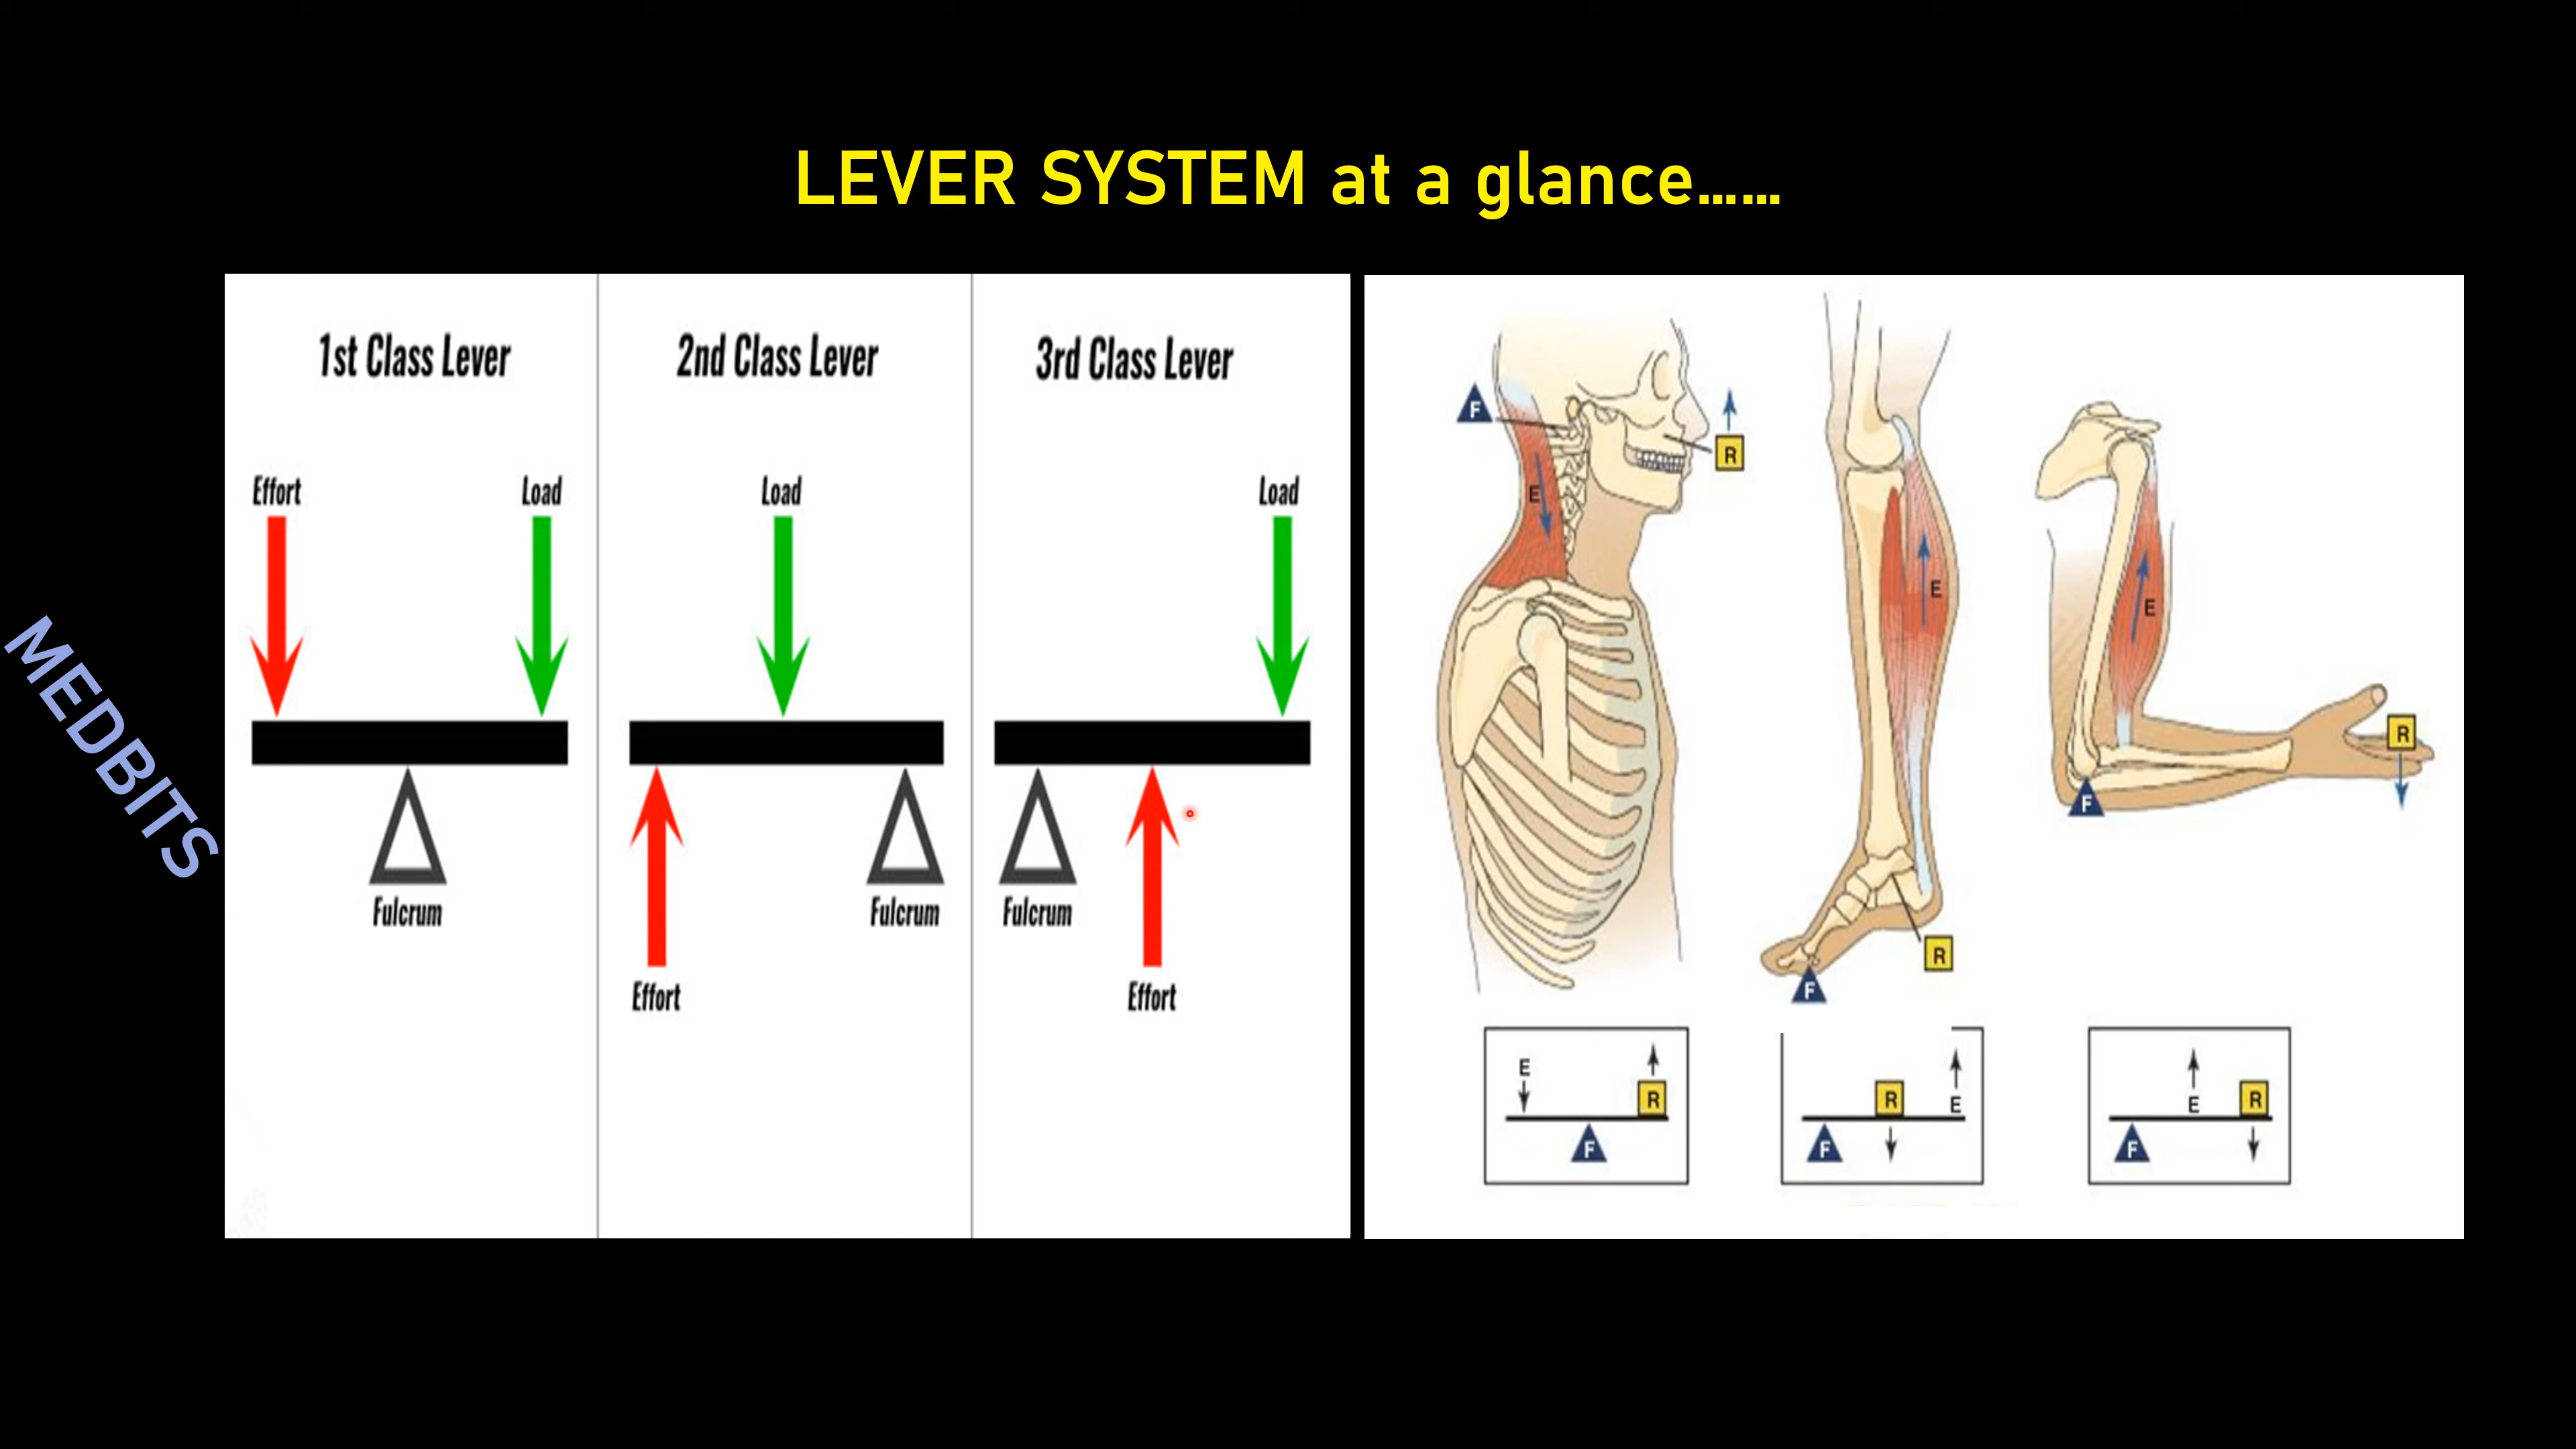 LEVER SYSTEM at a glance......
MEDBITS
1st Class Lever
Effort
Load
Fulcrum
2nd Class Lever
Load
Fulcrum
Effort
3rd Class Lever
Load
Fulcrum
Effort
F
R
E
E
R
F
E
R
F
E
R
F
R
E
F
E
R
F